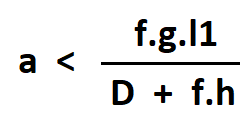 f.g.l1
a <
D + f.h